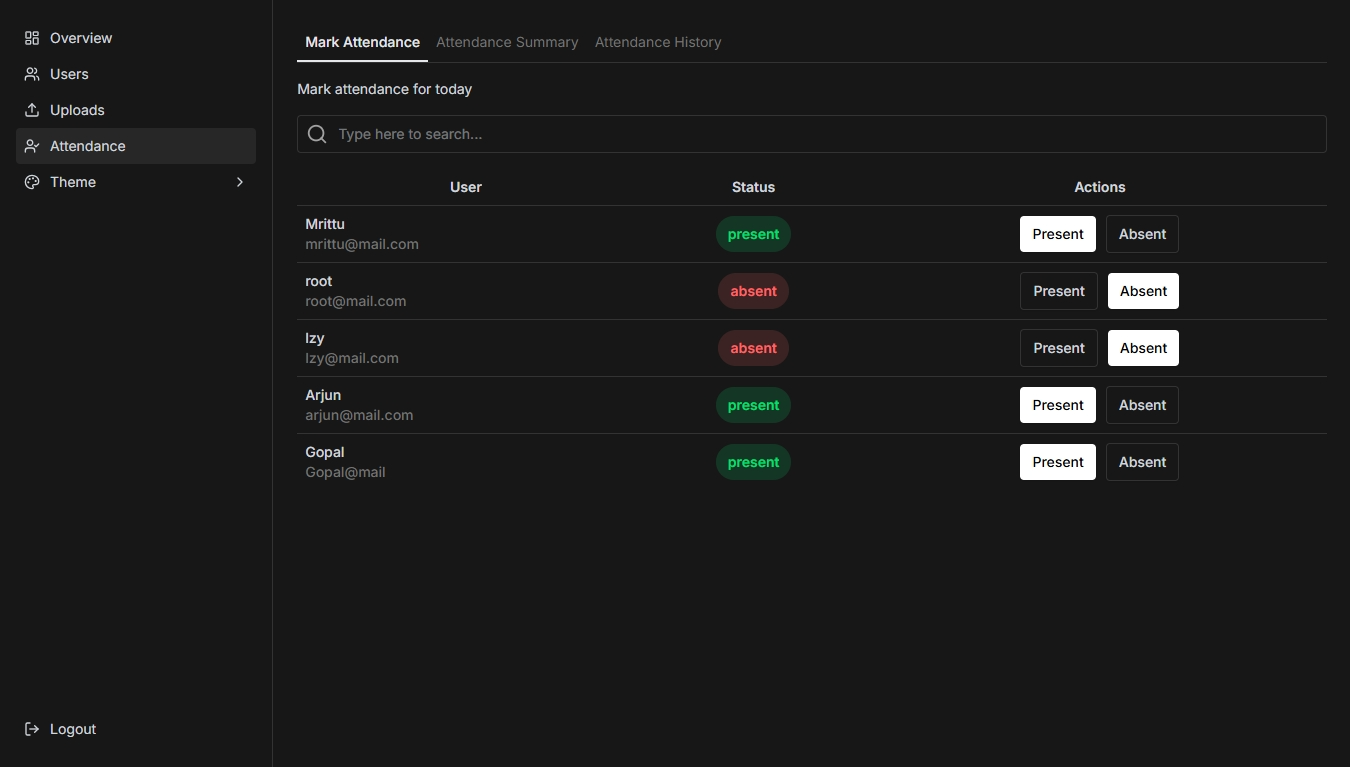 Overview
Users
Uploads
Attendance
Theme
Logout
Mark Attendance Attendance Summary Attendance History
Mark attendance for today
Type here to search...
User Status Actions
Mrittu
mrittu@mail.com
present Present Absent
root
root@mail.com
absent Present Absent
lzy
lzy@mail.com
absent Present Absent
Arjun
arjun@mail.com
present Present Absent
Gopal
Gopal@mail
present Present Absent